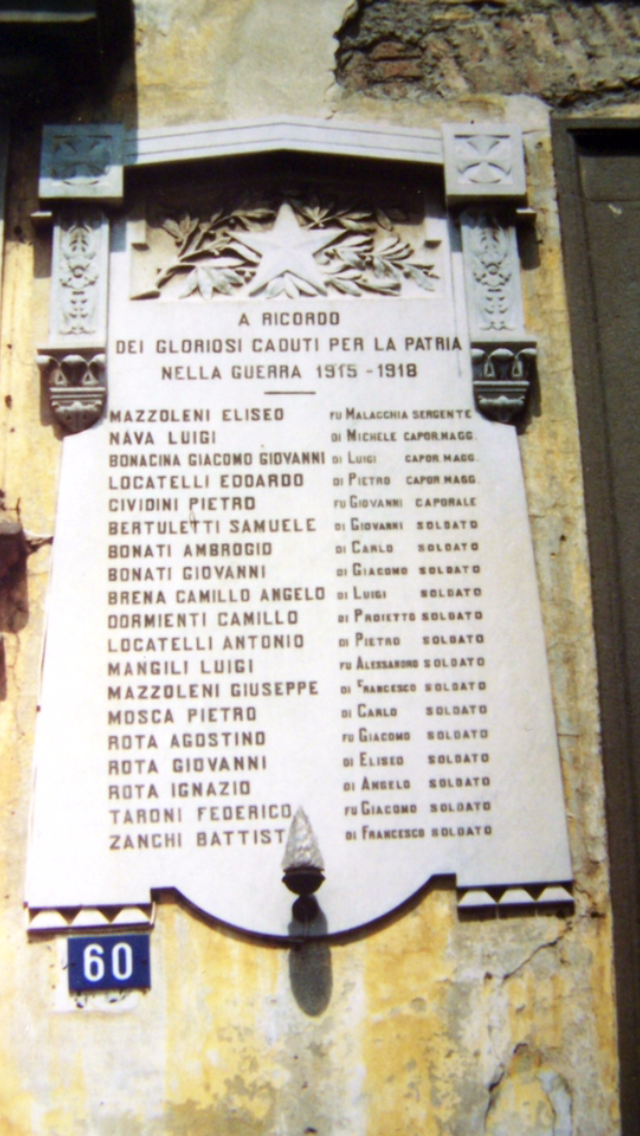 A RICORDO
DEI GLORIOSI CADUTI PER LA PATRIA
NELLA GUERRA 1915 - 1918
MAZZOLENI ELISEO FU MALACCHIA SERGENTE
NAVA LUIGI DI MICHELE CAPOR.MAGG.
BONACINA GIACOMO GIOVANNI DI LUIGI CAPOR.MAGG.
LOCATELLI EDOARDO DI PIETRO CAPOR.MAGG.
CIVIDINI PIETRO FU GIOVANNI CAPORALE
BERTULETTI SAMUELE DI GIOVANNI SOLDATO
BONATI AMBROGIO DI CARLO SOLDATO
BONATI GIOVANNI DI GIACOMO SOLDATO
BRENA CAMILLO ANGELO DI LUIGI SOLDATO
DORMIENTI CAMILLO DI PROIETTO SOLDATO
LOCATELLI ANTONIO DI PIETRO SOLDATO
MANGILI LUIGI FU ALESSANDRO SOLDATO
MAZZOLENI GIUSEPPE DI FRANCESCO SOLDATO
MOSCA PIETRO DI CARLO SOLDATO
ROTA AGOSTINO FU GIACOMO SOLDATO
ROTA GIOVANNI DI ELISEO SOLDATO
ROTA IGNAZIO DI ANGELO SOLDATO
TARONI FEDERICO FU GIACOMO SOLDATO
ZANCHI BATTIST DI FRANCESCO SOLDATO
60